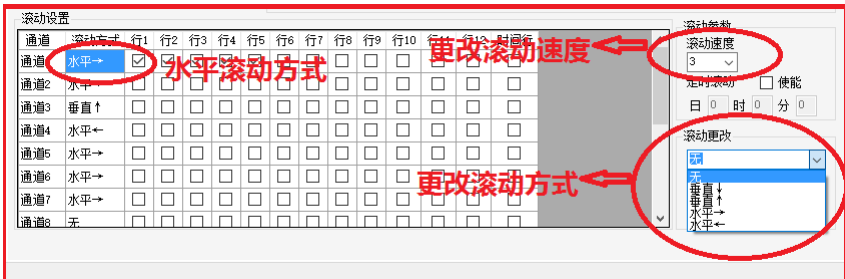 滚动设置
通道 滚动方式 行1 行2 行3 行4 行5 行6 行7 行8 行9 行10 行12 时间行
通道 水平→
通道2 水平
通道3 垂直↑
通道4 水平←
通道5 水平→
通道6 水平→
通道7 水平→
通道8 无
水平滚动方式
更改滚动速度
更改滚动方式
滚动参数
滚动速度
3
定时滚动 使能
日 0 时 0 分 0
滚动更改
无
无
垂直↓
垂直↑
水平→
水平←